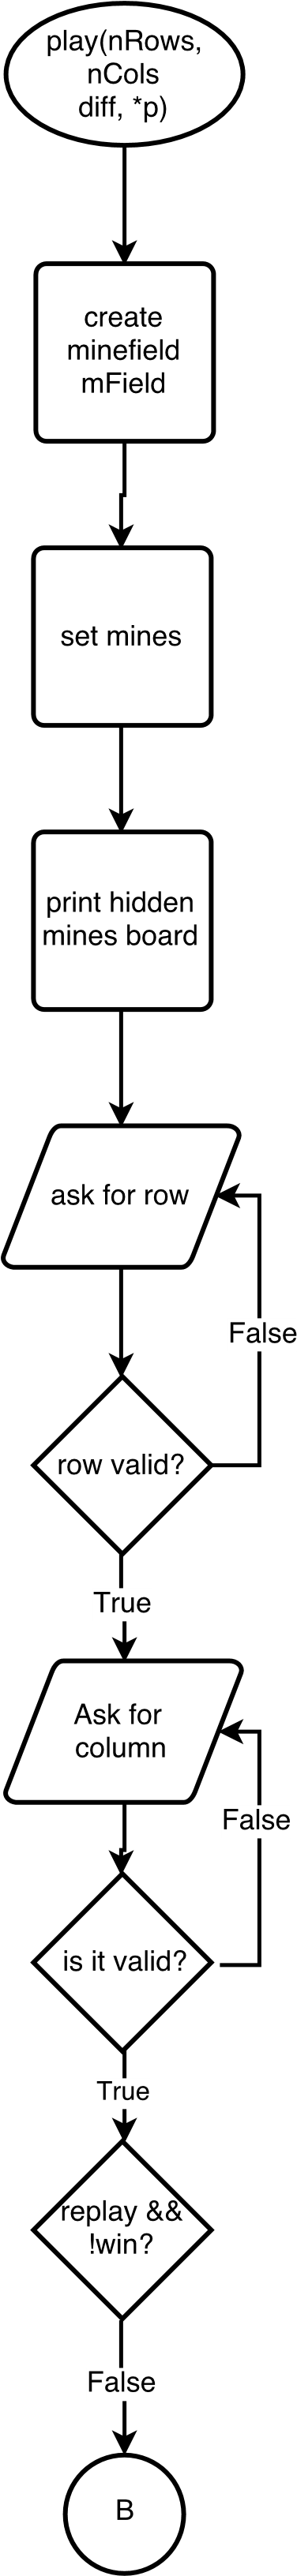 play(nRows,
nCols
diff, *p)
create
minefield
mField
set mines
print hidden
mines board
ask for row
False
row valid?
True
Ask for
column
False
is it valid?
True
replay &&
!win?
False
B